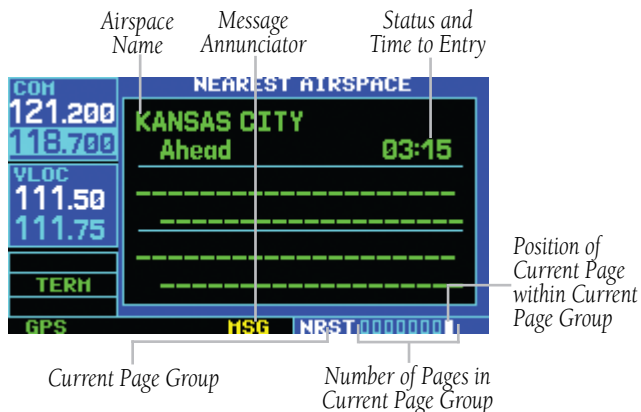 Airspace
Name
Message
Annunciator
Status and
Time to Entry
COM
121.200
118.700
VLOC
111.50
111.75
TERM
GPS
NEAREST AIRSPACE
KANSAS CITY
Ahead 03:15
MSG
NRST
Position of
Current Page
within Current
Page Group
Current Page Group
Number of Pages in
Current Page Group